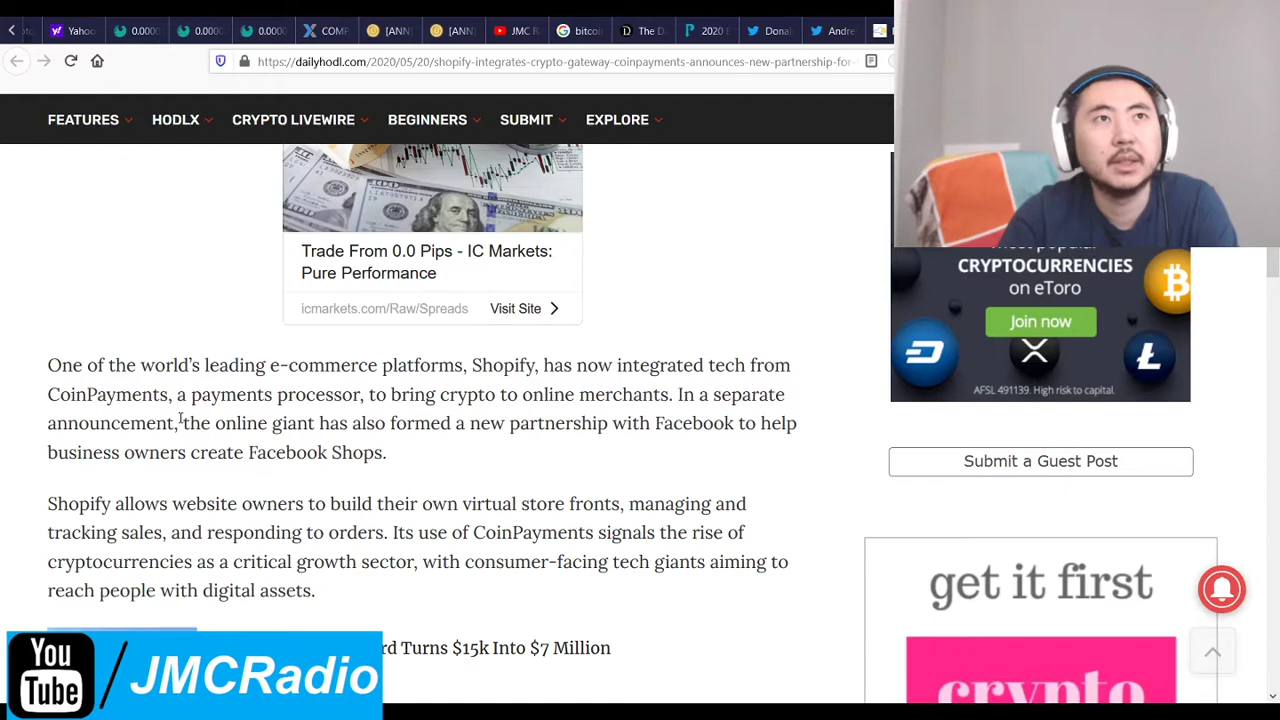 Yahoo
0.0000
0.0000
0.0000
COMP
[ANN]
[ANN]
JMC R
bitcoi
The D
2020 E
Donal
Andre
https://dailyhodl.com/2020/05/20/shopify-integrates-crypto-gateway-coinpayments-announces-new-partnership-for-
FEATURES
HODLX
CRYPTO LIVEWIRE
BEGINNERS
SUBMIT
EXPLORE
Trade From 0.0 Pips - IC Markets:
Pure Performance
icmarkets.com/Raw/Spreads
Visit Site
One of the world’s leading e-commerce platforms, Shopify, has now integrated tech from
CoinPayments, a payments processor, to bring crypto to online merchants. In a separate
announcement, the online giant has also formed a new partnership with Facebook to help
business owners create Facebook Shops.
Shopify allows website owners to build their own virtual store fronts, managing and
tracking sales, and responding to orders. Its use of CoinPayments signals the rise of
cryptocurrencies as a critical growth sector, with consumer-facing tech giants aiming to
reach people with digital assets.
rd Turns $15k Into $7 Million
most popular
CRYPTOCURRENCIES
on eToro
Join now
AFSL 491139. High risk to capital.
Submit a Guest Post
get it first
crypto
You
Tube
/JMCRadio